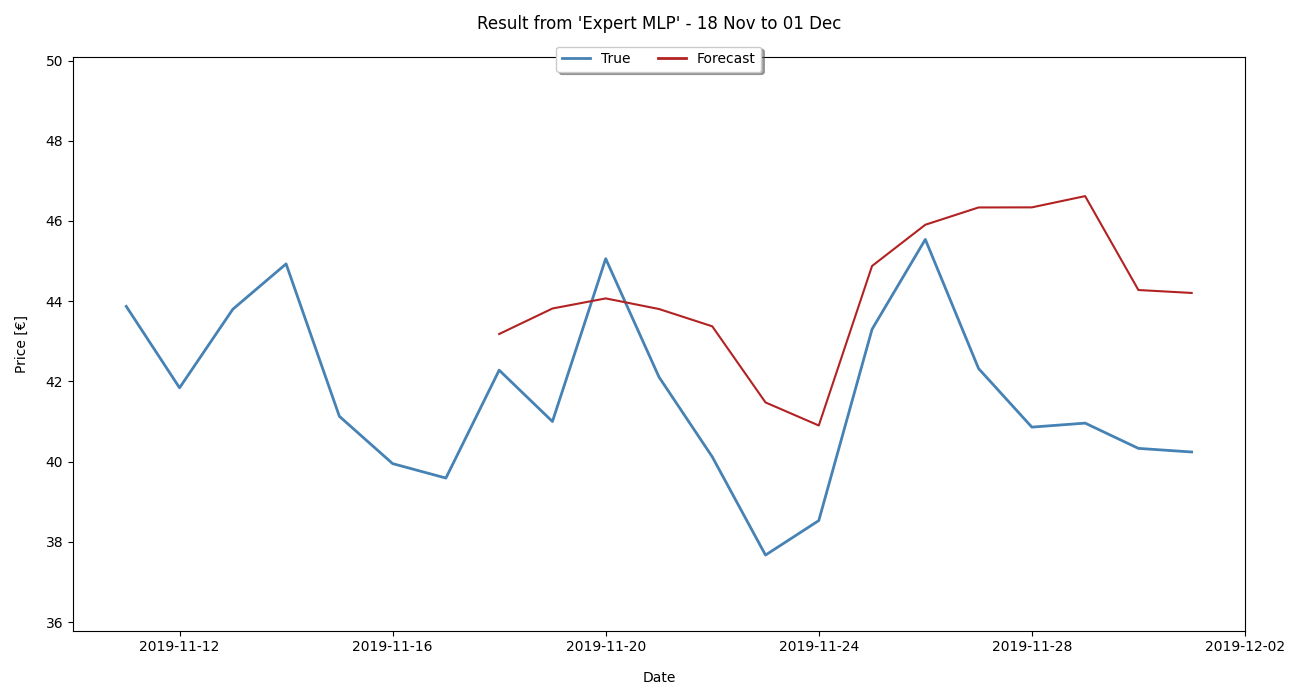 Result from 'Expert MLP' - 18 Nov to 01 Dec
True Forecast
50
48
46
44
42
40
38
36
Price [€]
2019-11-12 2019-11-16 2019-11-20 2019-11-24 2019-11-28 2019-12-02
Date